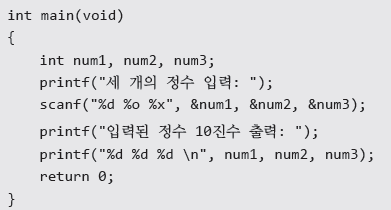 int main(void)
{
    int num1, num2, num3;
    printf("세 개의 정수 입력: ");
    scanf("%d %o %x", &num1, &num2, &num3);
    printf("입력된 정수 10진수 출력: ");
    printf("%d %d %d \n", num1, num2, num3);
    return 0;
}